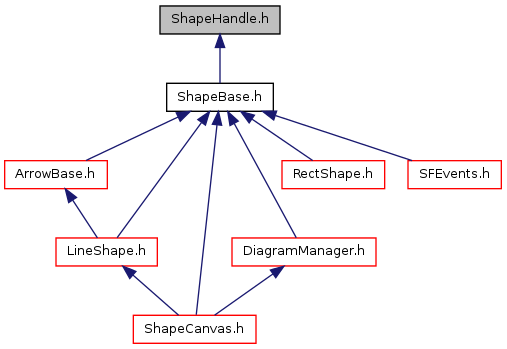 ShapeHandle.h
ShapeBase.h
ArrowBase.h
RectShape.h
SFEvents.h
LineShape.h
DiagramManager.h
ShapeCanvas.h